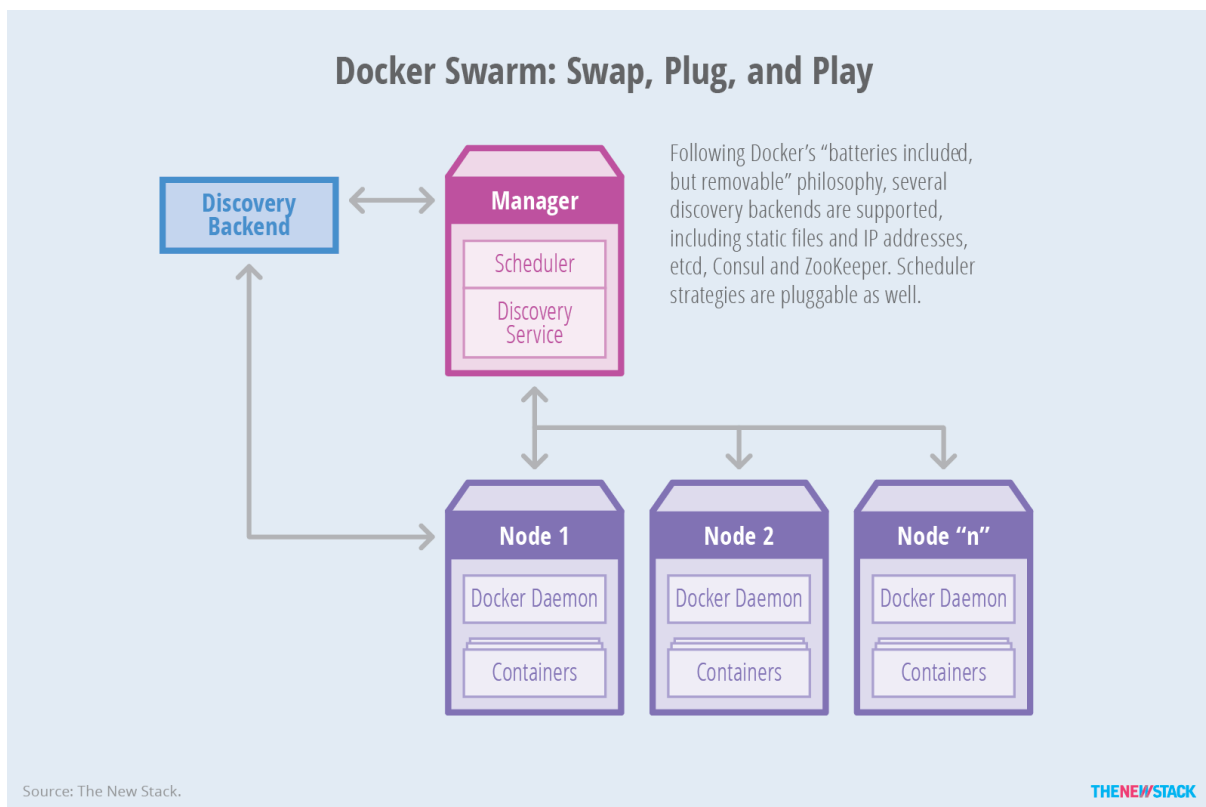 Docker Swarm: Swap, Plug, and Play
Discovery
Backend
Manager
Scheduler
Discovery
Service
Following Docker’s “batteries included,
but removable” philosophy, several
discovery backends are supported,
including static files and IP addresses,
etcd, Consul and ZooKeeper. Scheduler
strategies are pluggable as well.
Node 1
Docker Daemon
Containers
Node 2
Docker Daemon
Containers
Node “n”
Docker Daemon
Containers
Source: The New Stack.
THENEWSTACK